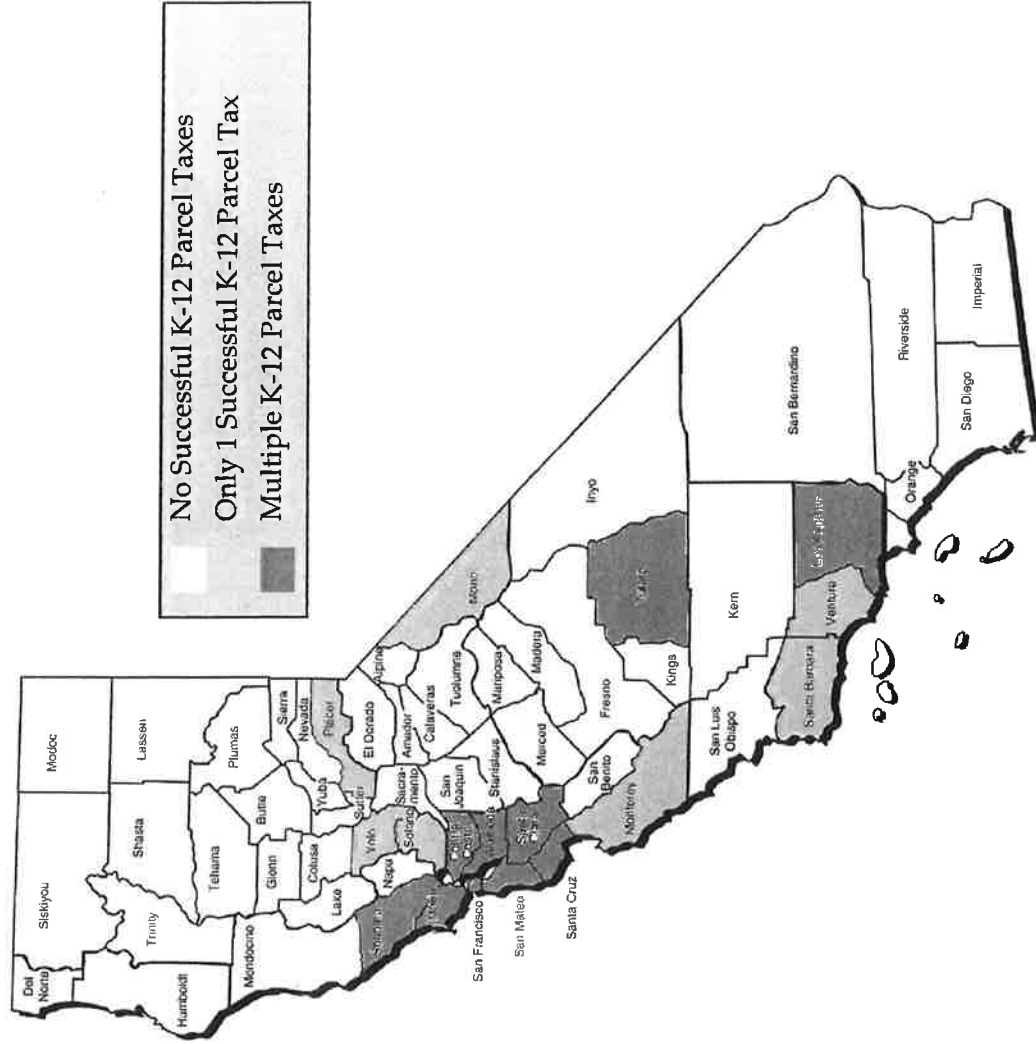 No Successful K-12 Parcel Taxes
Only 1 Successful K-12 Parcel Tax
Multiple K-12 Parcel Taxes
Del
Norte
Siskiyou
Modoc
Humboldt
Trinity
Shasta
Lassen
Tehama
Plumas
Mendocino
Glenn
Butte
Lake
Colusa
Yuba
Sierra
Nevada
Placer
Sutter
Yolo
Napa
Solano
Sacra-
mento
El Dorado
Amador
Alpine
Calaveras
San
Joaquin
Tuolumne
Mono
Stanislaus
Mariposa
Merced
Madera
San Francisco
San Mateo
Santa Cruz
Santa
Clara
San
Benito
Fresno
Monterey
Kings
Inyo
San Luis
Obispo
Kern
Santa Barbara
Ventura
San Bernardino
Orange
Riverside
San Diego
Imperial